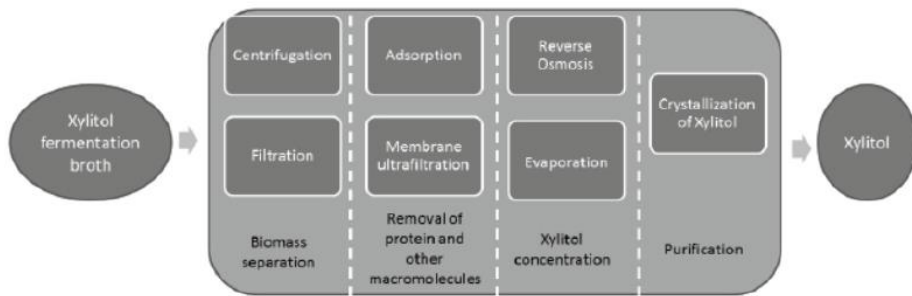 Xylitol
fermentation
broth
Centrifugation
Filtration
Biomass
separation
Adsorption
Membrane
ultrafiltration
Removal of
protein and
other
macromolecules
Reverse
Osmosis
Evaporation
Xylitol
concentration
Crystallization
of Xylitol
Purification
Xylitol